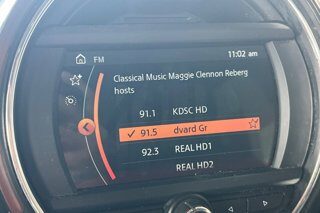 11:02 am
FM
Classical Music Maggie Clennon Reberg
hosts
91.1 KDSC HD
91.5 dvard Gr
92.3 REAL HD1
REAL HD2